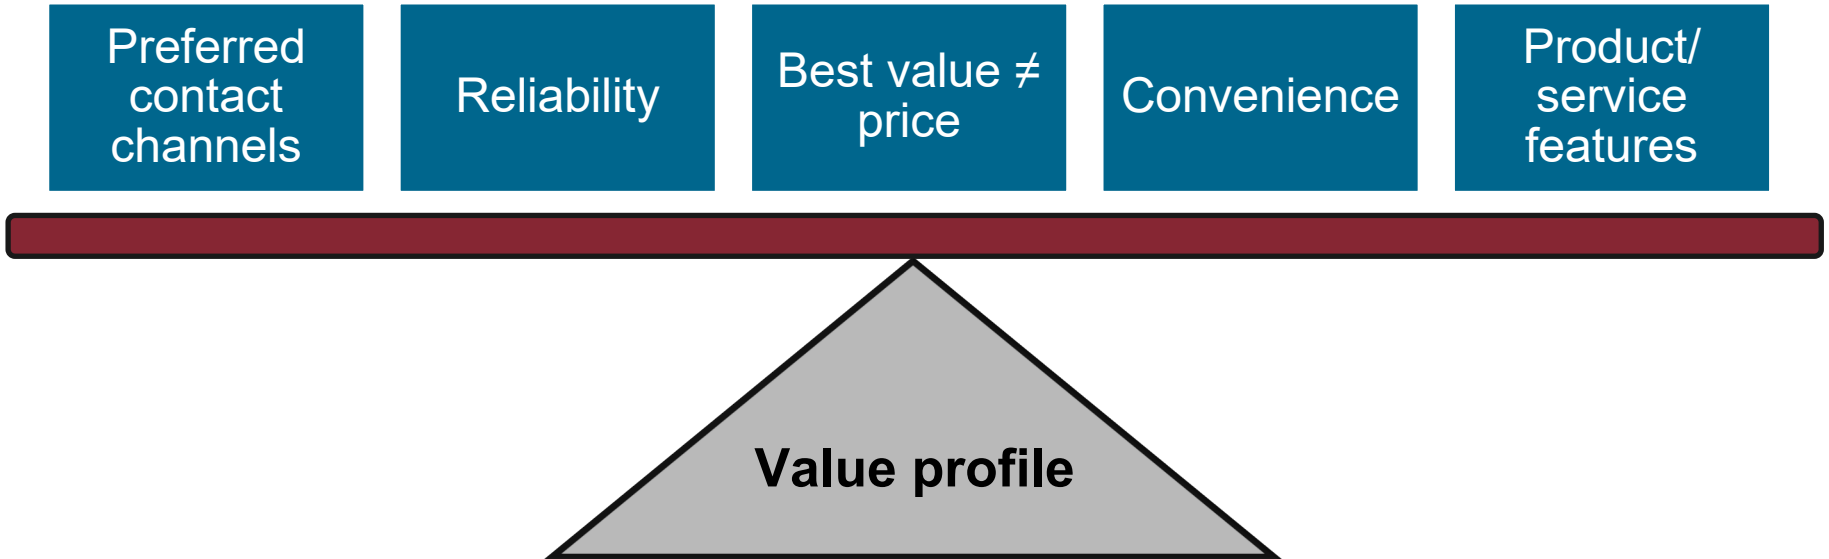 Preferred
contact
channels
Reliability
Best value ≠
price
Convenience
Product/
service
features
Value profile